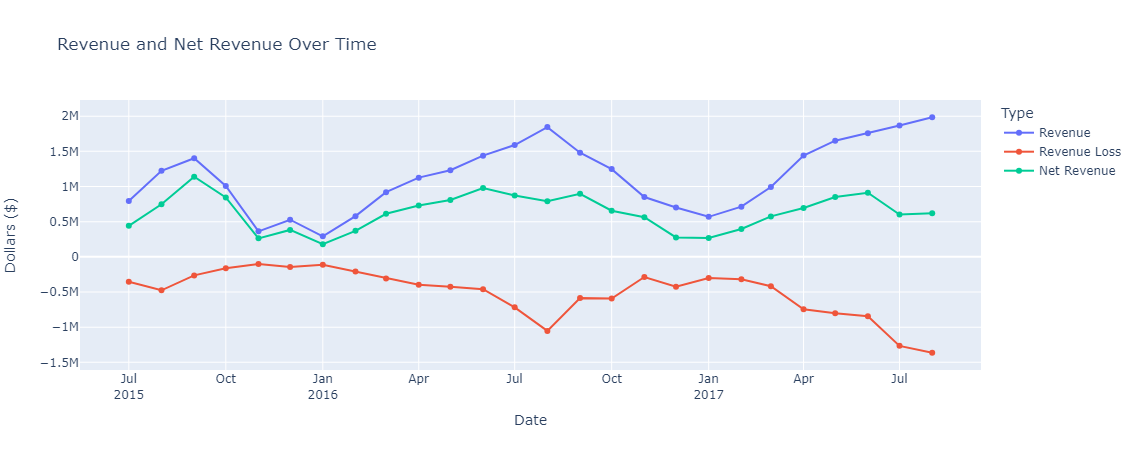 Revenue and Net Revenue Over Time
Type
Revenue
Revenue Loss
Net Revenue
Dollars ($)
2M
1.5M
1M
0.5M
0
−0.5M
−1M
−1.5M
Jul Oct Jan Apr Jul Oct Jan Apr Jul
2015 2016 2017
Date